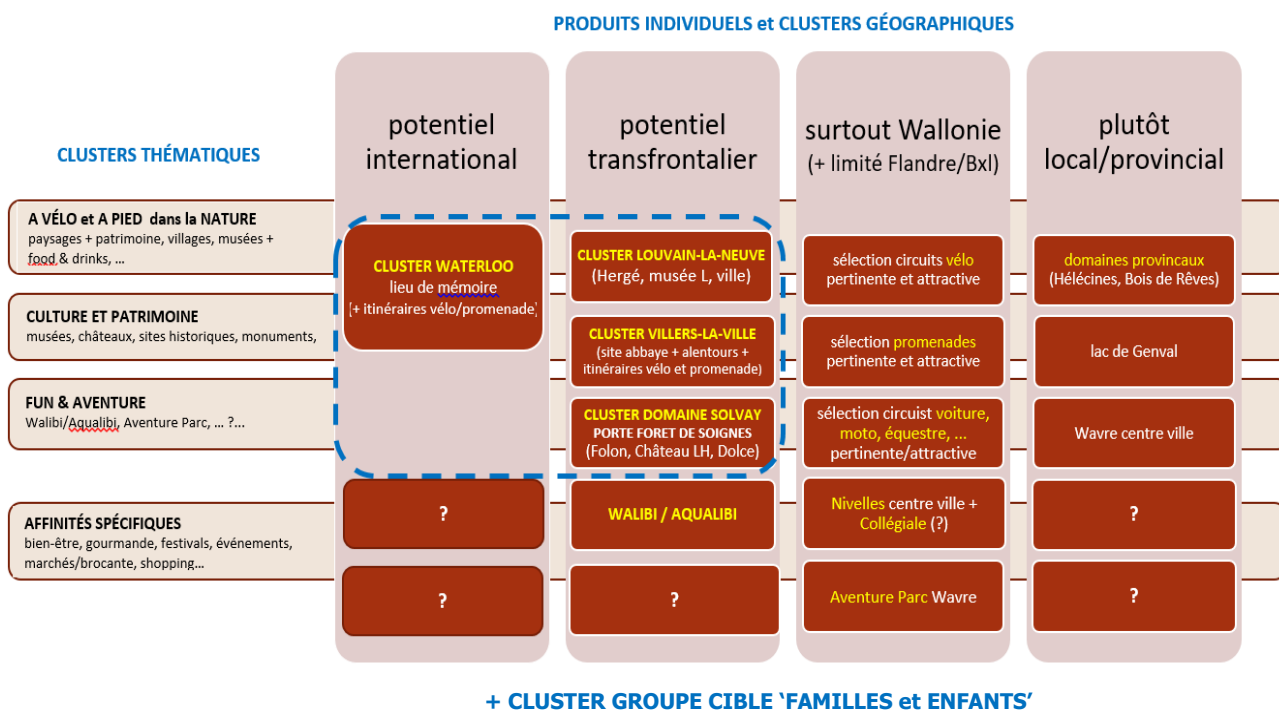 PRODUITS INDIVIDUELS et CLUSTERS GÉOGRAPHIQUES
CLUSTERS THÉMATIQUES
potentiel
international
potentiel
transfrontalier
surtout Wallonie
(+ limité Flandre/Bxl)
plutôt
local/provincial
A VÉLO et A PIED dans la NATURE
paysages + patrimoine, villages, musées +
food & drinks, ...
CULTURE ET PATRIMOINE
musées, châteaux, sites historiques, monuments,
FUN & AVENTURE
Walibi/Aqualibi, Aventure Parc, ... ?...
AFFINITÉS SPÉCIFIQUES
bien-être, gourmande, festivals, événements,
marchés/brocante, shopping...
CLUSTER WATERLOO
lieu de mémoire
(+ itinéraires vélo/promenade)
?
?
CLUSTER LOUVAIN-LA-NEUVE
(Hergé, musée L, ville)
CLUSTER VILLERS-LA-VILLE
(site abbaye + alentours +
itinéraires vélo et promenade)
CLUSTER DOMAINE SOLVAY
PORTE FORET DE SOIGNES
(Folon, Château LH, Dolce)
WALIBI / AQUALIBI
?
sélection circuits vélo
pertinente et attractive
sélection promenades
pertinente et attractive
sélection circuist voiture,
moto, équestre, ...
pertinente/attractive
Nivelles centre ville +
Collégiale (?)
Aventure Parc Wavre
domaines provinciaux
(Hélécines, Bois de Rêves)
lac de Genval
Wavre centre ville
?
?
+ CLUSTER GROUPE CIBLE ‘FAMILLES et ENFANTS’